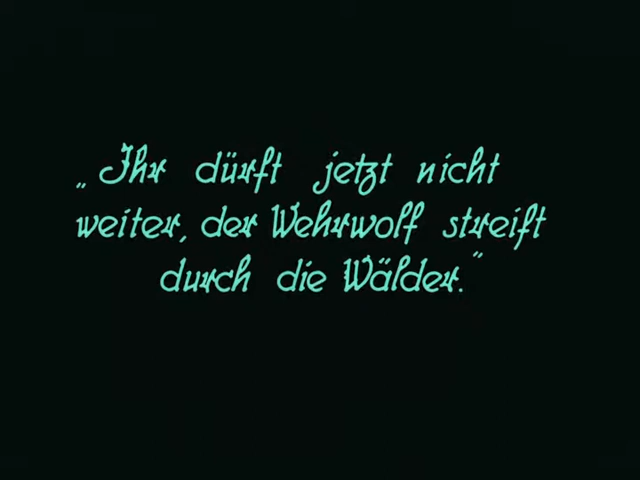 „Ihr dürft jetzt nicht
weiter, der Wehrwolf streift
durch die Wälder.“